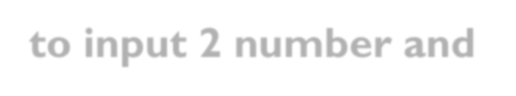 to input 2 number and